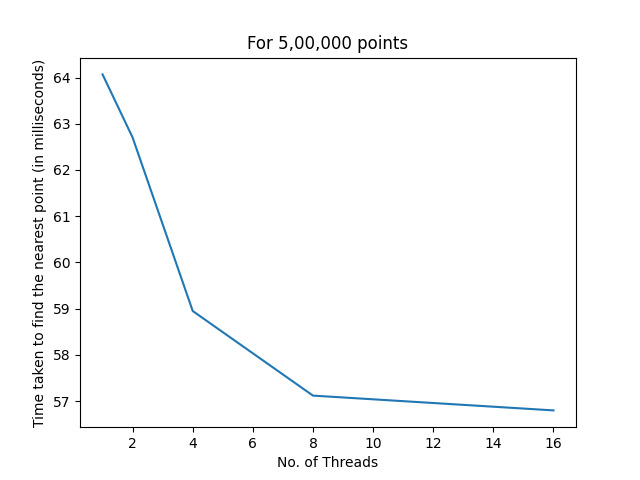 For 5,00,000 points
Time taken to find the nearest point (in milliseconds)
64
63
62
61
60
59
58
57
2 4 6 8 10 12 14 16
No. of Threads